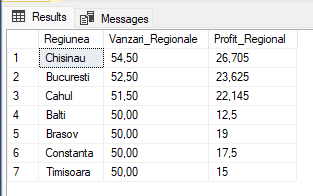 Results Messages
Regiunea Vanzari_Regionale Profit_Regional
1 Chisinau 54,50 26,705
2 Bucuresti 52,50 23,625
3 Cahul 51,50 22,145
4 Balti 50,00 12,5
5 Brasov 50,00 19
6 Constanta 50,00 17,5
7 Timisoara 50,00 15